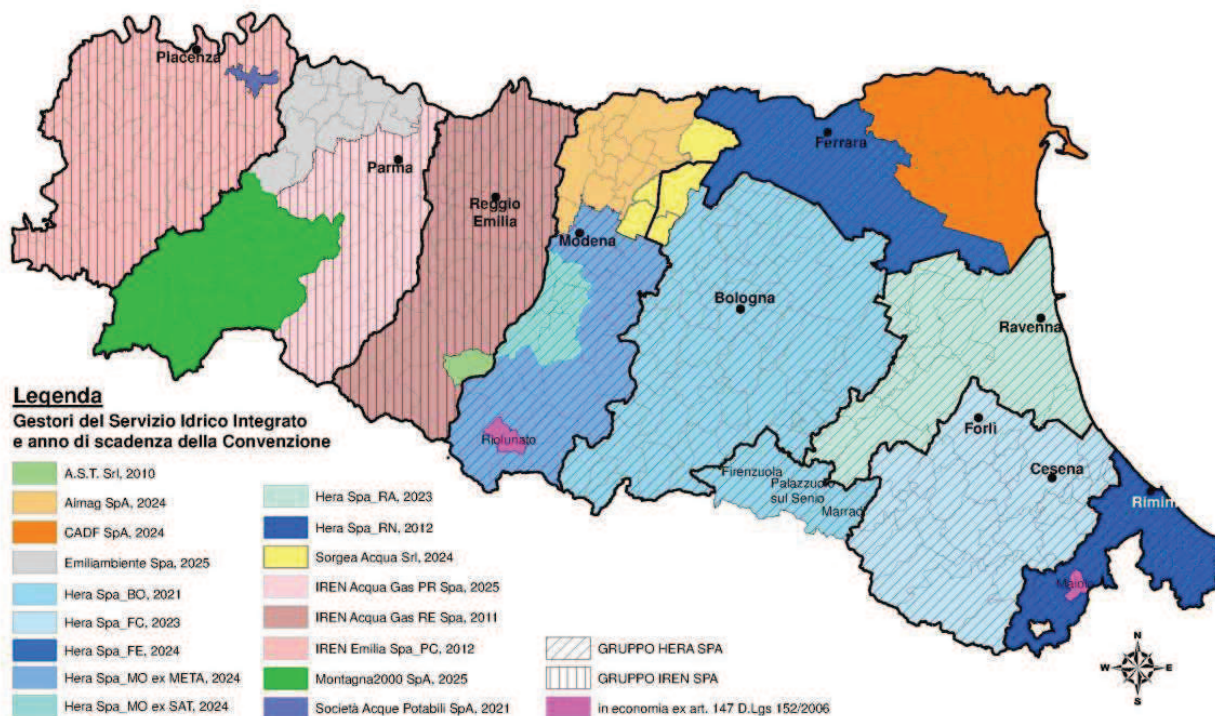 Piacenza
Parma
Reggio
Emilia
Modena
Ferrara
Bologna
Ravenna
Riolunato
Firenzuola
Palazzuolo
sul Senio
Marradi
Forlì
Cesena
Rimini
Maiolo
Legenda
Gestori del Servizio Idrico Integrato
e anno di scadenza della Convenzione
A.S.T. Srl, 2010
Aimag SpA, 2024
CADF SpA, 2024
Emiliambiente Spa, 2025
Hera Spa_BO, 2021
Hera Spa_FC, 2023
Hera Spa_FE, 2024
Hera Spa_MO ex META, 2024
Hera Spa_MO ex SAT, 2024
Hera Spa_RA, 2023
Hera Spa_RN, 2012
Sorgea Acqua Srl, 2024
IREN Acqua Gas PR Spa, 2025
IREN Acqua Gas RE Spa, 2011
IREN Emilia Spa_PC, 2012
Montagna2000 SpA, 2025
Società Acque Potabili SpA, 2021
GRUPPO HERA SPA
GRUPPO IREN SPA
in economia ex art. 147 D.Lgs 152/2006
N
W E
S